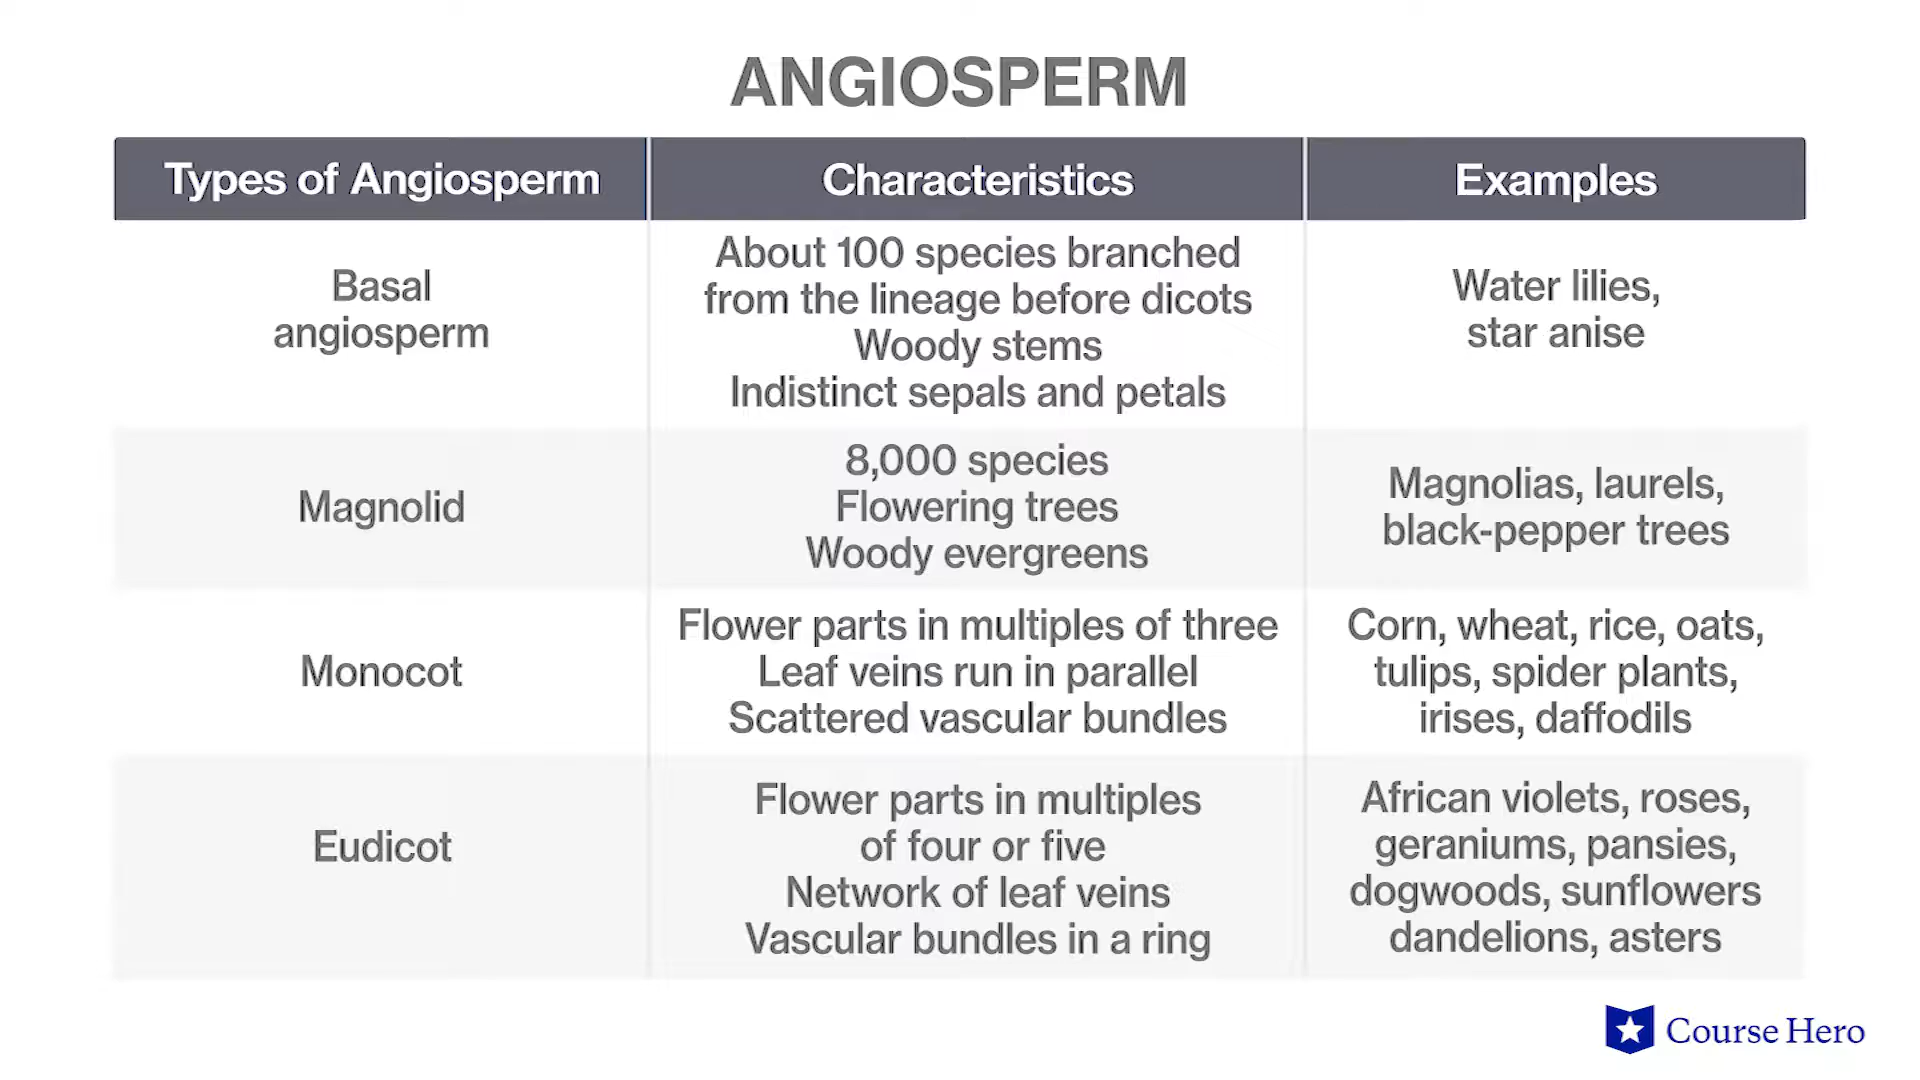 ANGIOSPERM
Types of Angiosperm
Characteristics
Examples
Basal
angiosperm
About 100 species branched
from the lineage before dicots
Woody stems
Indistinct sepals and petals
Water lilies,
star anise
Magnolid
8,000 species
Flowering trees
Woody evergreens
Magnolias, laurels,
black-pepper trees
Monocot
Flower parts in multiples of three
Leaf veins run in parallel
Scattered vascular bundles
Corn, wheat, rice, oats,
tulips, spider plants,
irises, daffodils
Eudicot
Flower parts in multiples
of four or five
Network of leaf veins
Vascular bundles in a ring
African violets, roses,
geraniums, pansies,
dogwoods, sunflowers
dandelions, asters
Course Hero